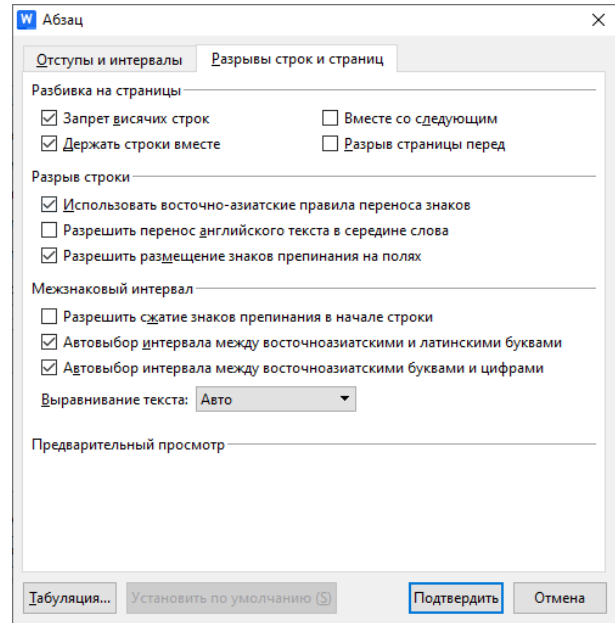 W Абзац
Отступы и интервалы Разрывы строк и страниц
Разбивка на страницы
Запрет висячих строк Вместе со следующим
Держать строки вместе Разрыв страницы перед
Разрыв строки
Использовать восточно-азиатские правила переноса знаков
Разрешить перенос английского текста в середине слова
Разрешить размещение знаков препинания на полях
Межзнаковый интервал
Разрешить сжатие знаков препинания в начале строки
Автовыбор интервала между восточноазиатскими и латинскими буквами
Автовыбор интервала между восточноазиатскими буквами и цифрами
Выравнивание текста: Авто
Предварительный просмотр
Табуляция... Установить по умолчанию (S) Подтвердить Отмена